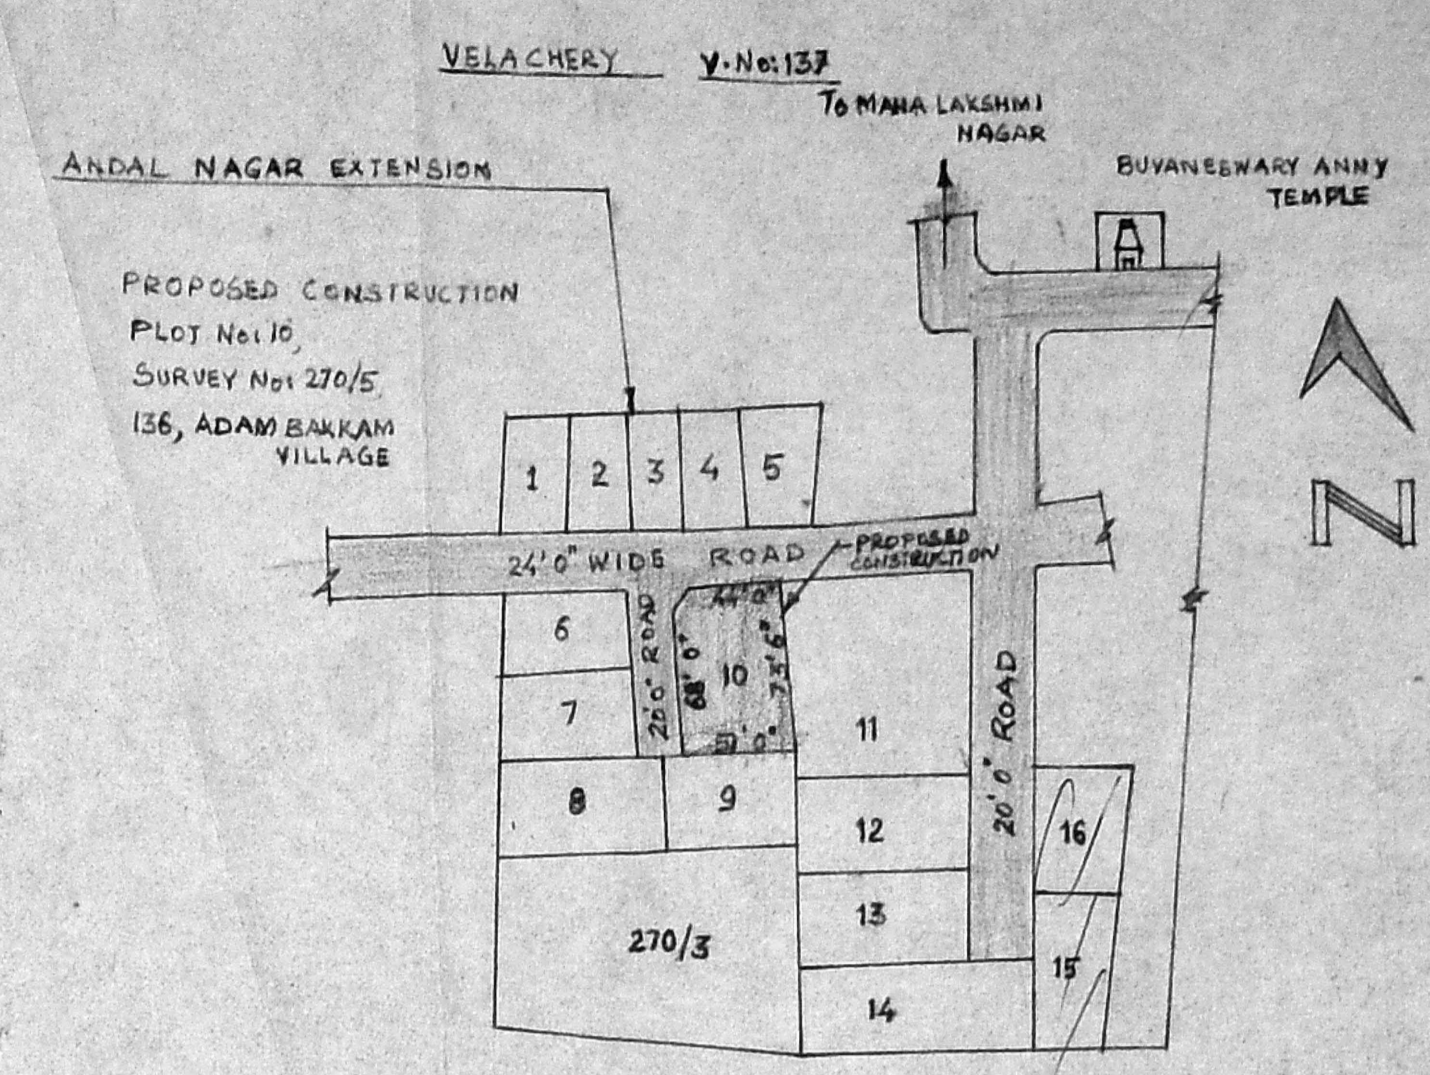 VELACHERY V.No:137
To MAHA LAKSHMI
NAGAR
ANDAL NAGAR EXTENSION
BUVANESWARY ANNY
TEMPLE
PROPOSED CONSTRUCTION
PLOT No: 10,
SURVEY No: 270/5,
136, ADAMBAKKAM
VILLAGE
1 2 3 4 5
N
24'0" WIDE ROAD
PROPOSED
CONSTRUCTION
44'0"
6
20'0" ROAD
68'0"
10
73'6"
7
'0"
11
20'0" ROAD
8
9
12
16
13
270/3
15
14